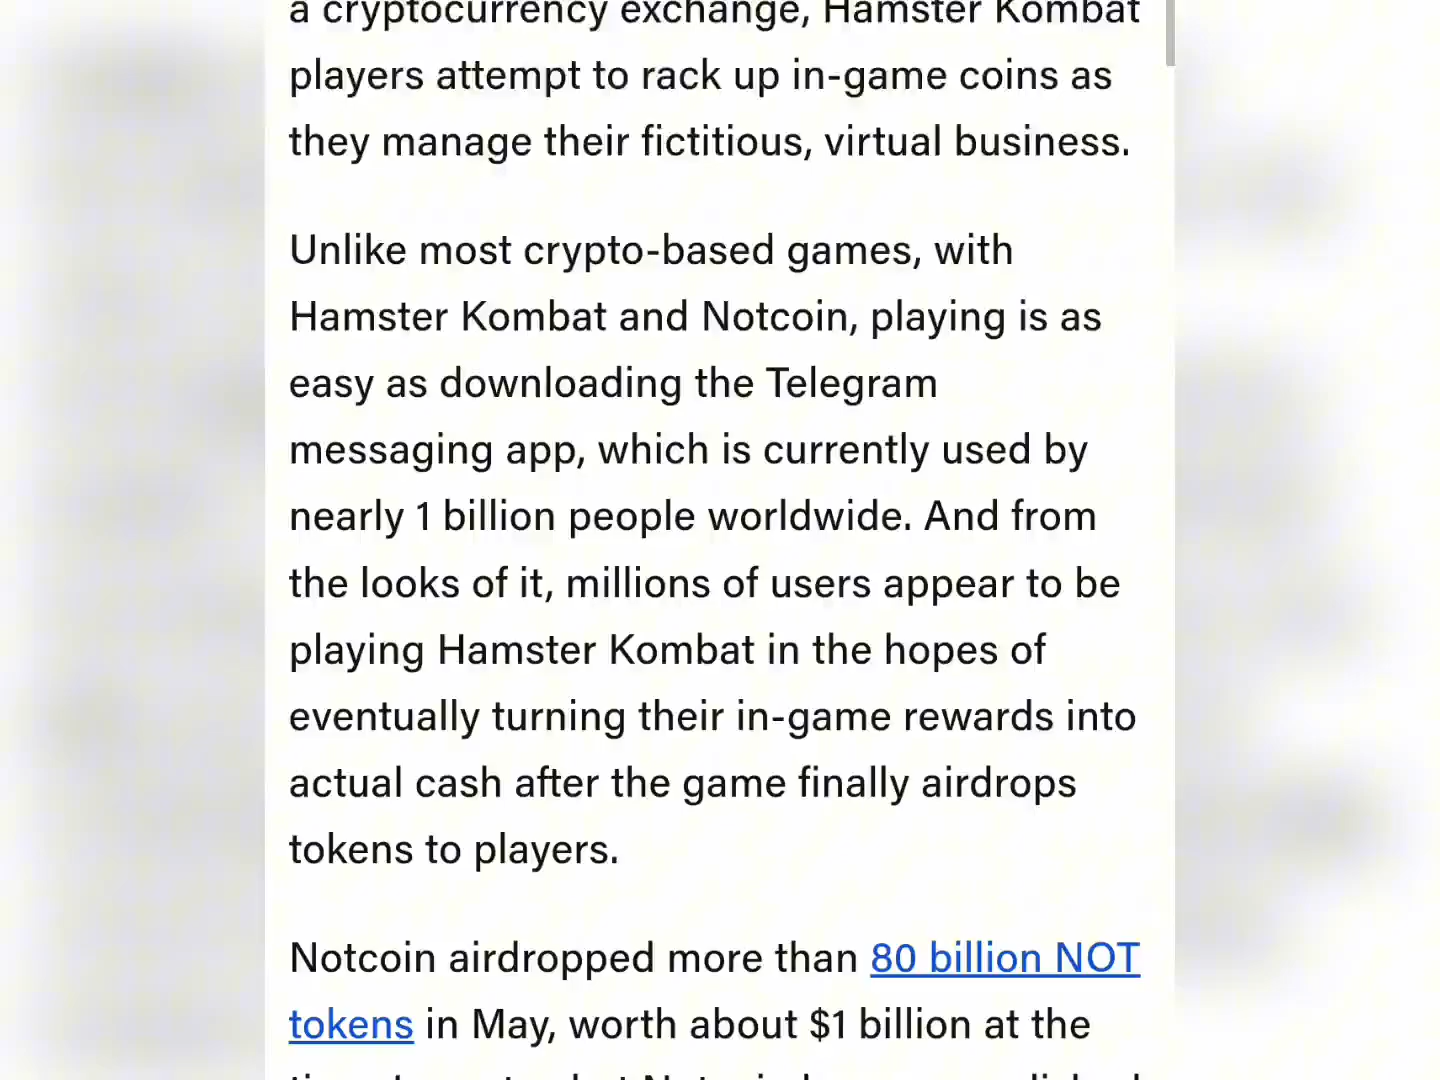 a cryptocurrency exchange, Hamster Kombat
players attempt to rack up in-game coins as
they manage their fictitious, virtual business.
Unlike most crypto-based games, with
Hamster Kombat and Notcoin, playing is as
easy as downloading the Telegram
messaging app, which is currently used by
nearly 1 billion people worldwide. And from
the looks of it, millions of users appear to be
playing Hamster Kombat in the hopes of
eventually turning their in-game rewards into
actual cash after the game finally airdrops
tokens to players.
Notcoin airdropped more than 80 billion NOT
tokens in May, worth about $1 billion at the